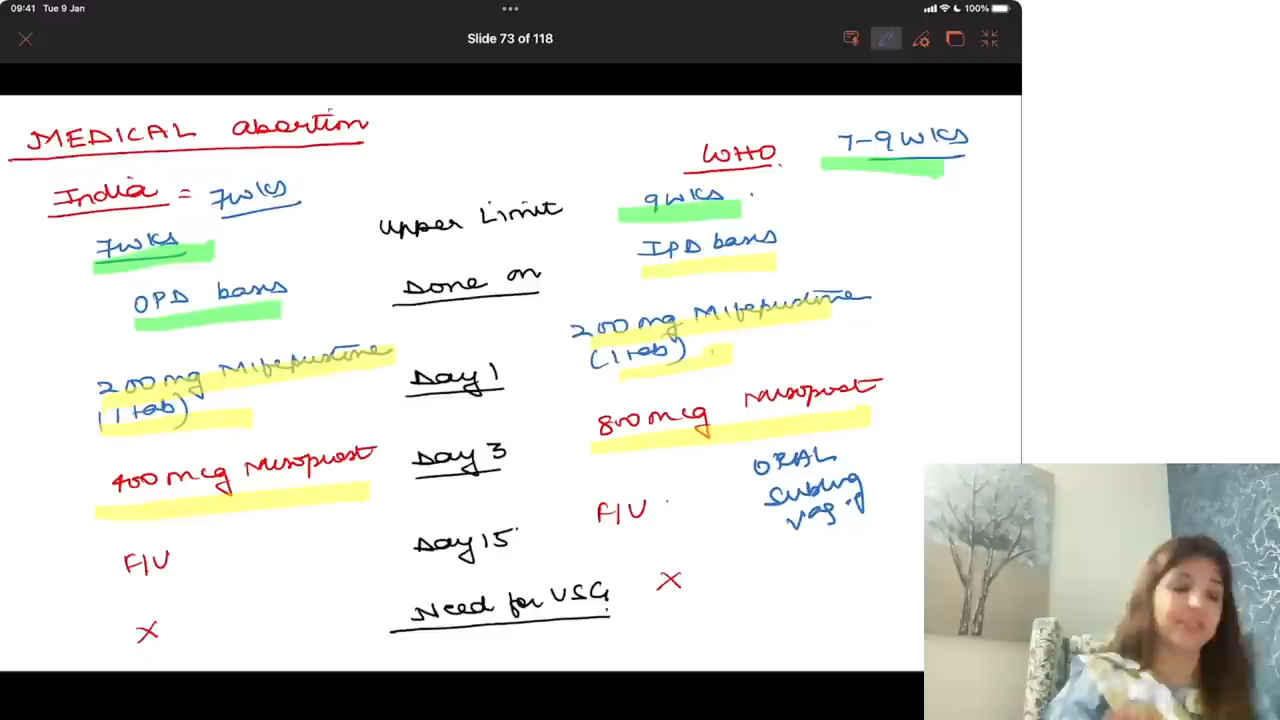 09:41 Tue 9 Jan
100%
Slide 73 of 118
MEDICAL abortion
WHO
7-9 WKS
India = 7WKS
7WKS
Upper Limit
9WKS
OPD basis
Done on
IPD basis
200 mg Mifepristone
(1 tab)
Day 1
200 mg Mifepristone
(1 tab)
400 mcg Misoprost
Day 3
800 mcg Misoprost
ORAL
Subling
vag.
F/U
Day 15
F/U
X
Need for USG
X